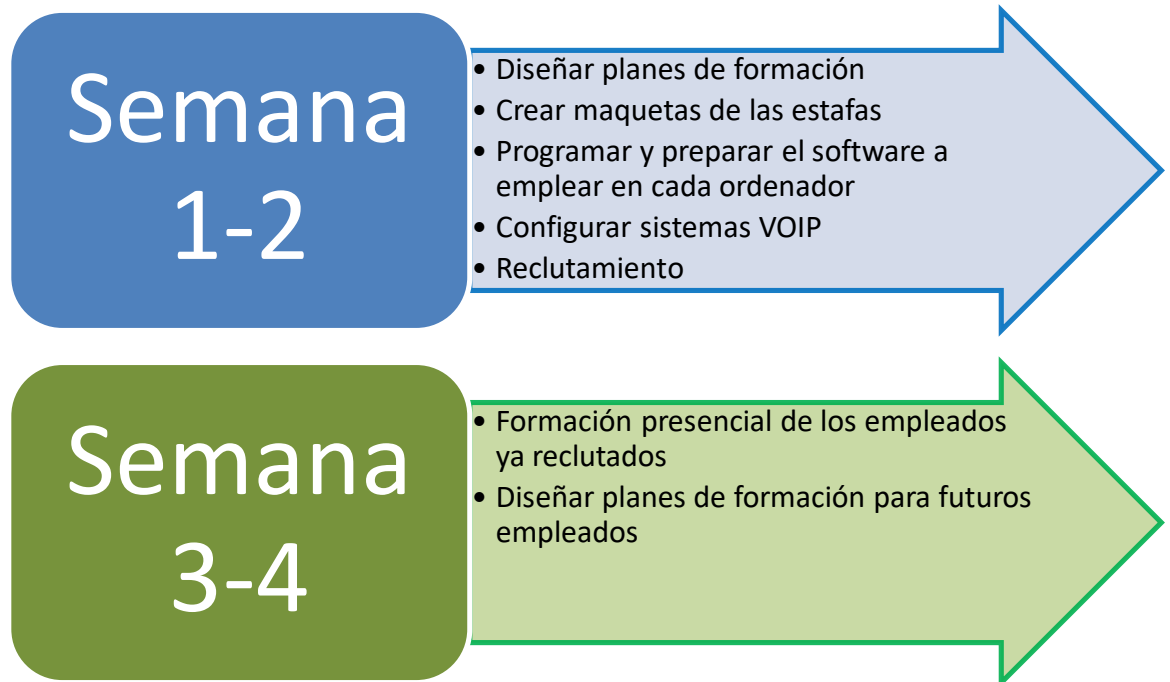 Semana
1-2
• Diseñar planes de formación
• Crear maquetas de las estafas
• Programar y preparar el software a
emplear en cada ordenador
• Configurar sistemas VOIP
• Reclutamiento
Semana
3-4
• Formación presencial de los empleados
ya reclutados
• Diseñar planes de formación para futuros
empleados